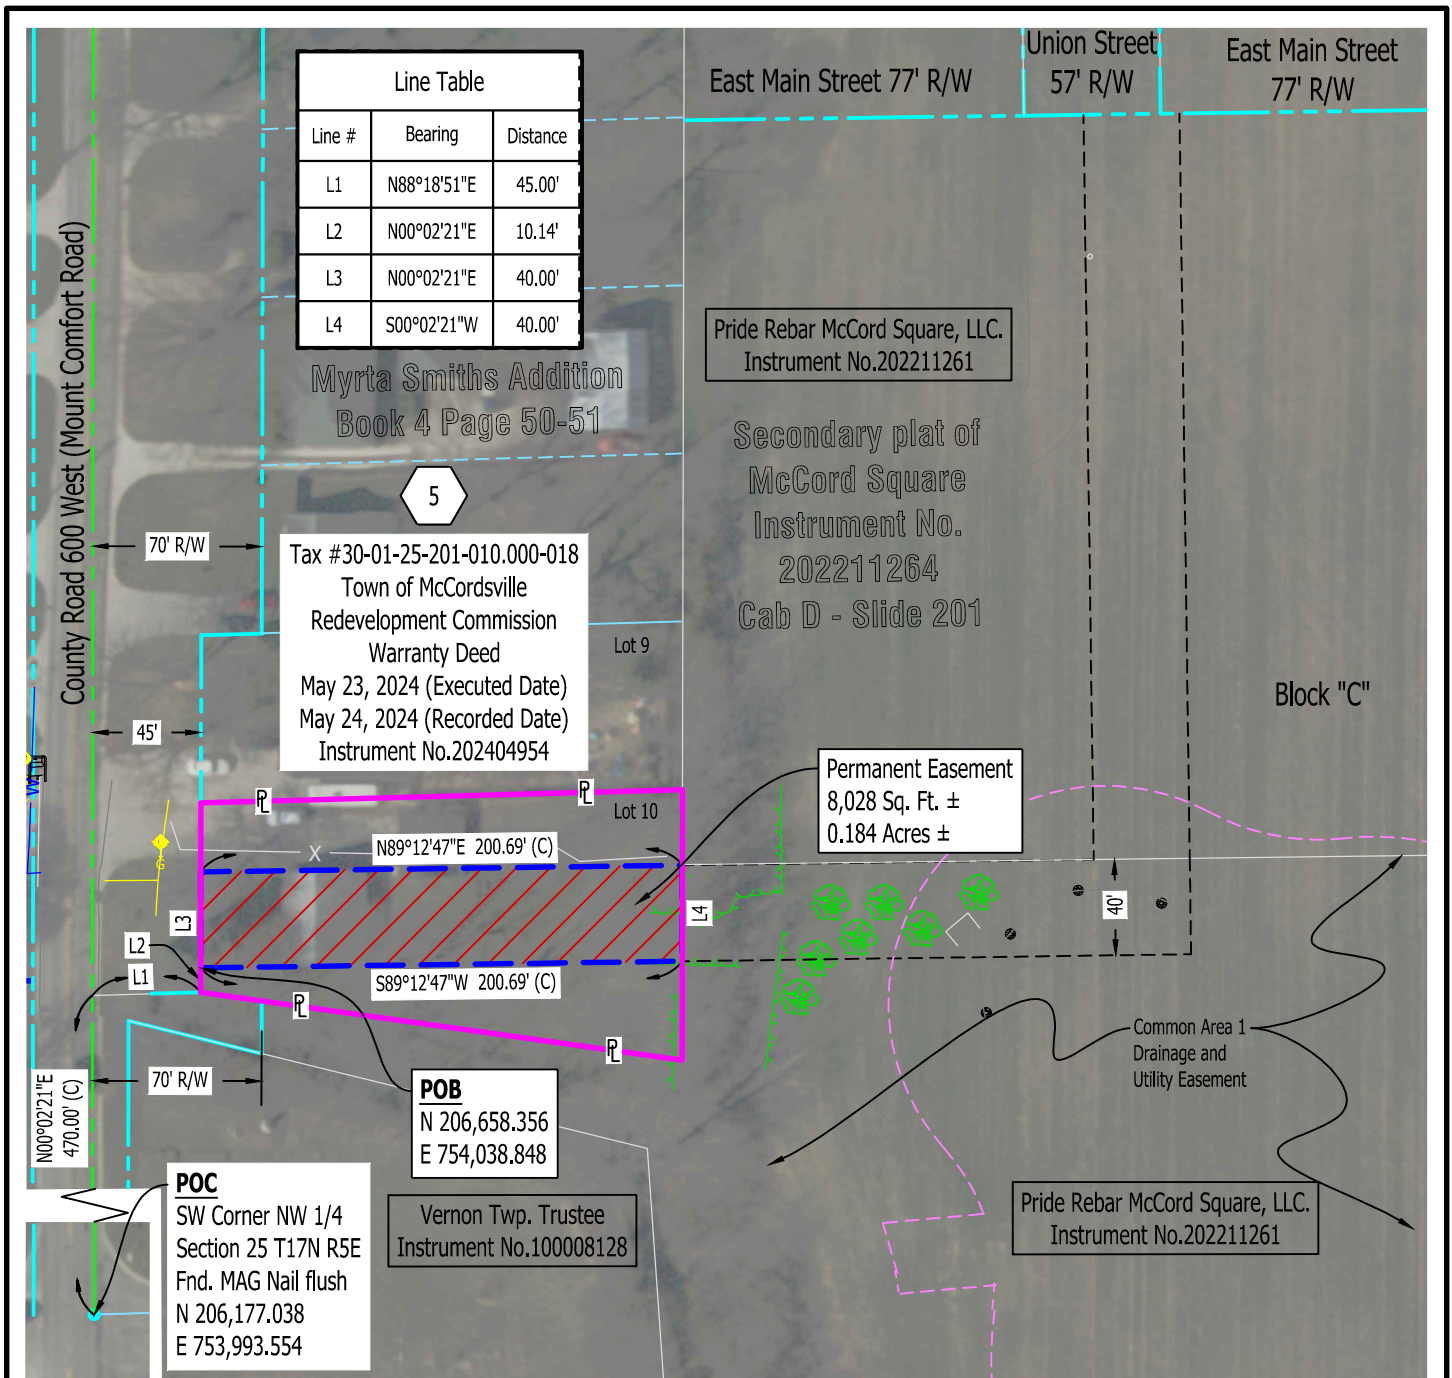 Line Table
Line # Bearing Distance
L1 N88°18'51"E 45.00'
L2 N00°02'21"E 10.14'
L3 N00°02'21"E 40.00'
L4 S00°02'21"W 40.00'
East Main Street 77' R/W
Union Street
57' R/W
East Main Street
77' R/W
County Road 600 West (Mount Comfort Road)
Myrta Smiths Addition
Book 4 Page 50-51
Pride Rebar McCord Square, LLC.
Instrument No.202211261
Secondary plat of
McCord Square
Instrument No.
202211264
Cab D - Slide 201
5
70' R/W
Tax #30-01-25-201-010.000-018
Town of McCordsville
Redevelopment Commission
Warranty Deed
May 23, 2024 (Executed Date)
May 24, 2024 (Recorded Date)
Instrument No.202404954
Lot 9
Block "C"
45'
Permanent Easement
8,028 Sq. Ft. ±
0.184 Acres ±
PL
PL
Lot 10
N89°12'47"E 200.69' (C)
X
G
L3
L4
40'
L2
L1
S89°12'47"W 200.69' (C)
PL
PL
Common Area 1
Drainage and
Utility Easement
70' R/W
N00°02'21"E
470.00' (C)
POB
N 206,658.356
E 754,038.848
POC
SW Corner NW 1/4
Section 25 T17N R5E
Fnd. MAG Nail flush
N 206,177.038
E 753,993.554
Vernon Twp. Trustee
Instrument No.100008128
Pride Rebar McCord Square, LLC.
Instrument No.202211261